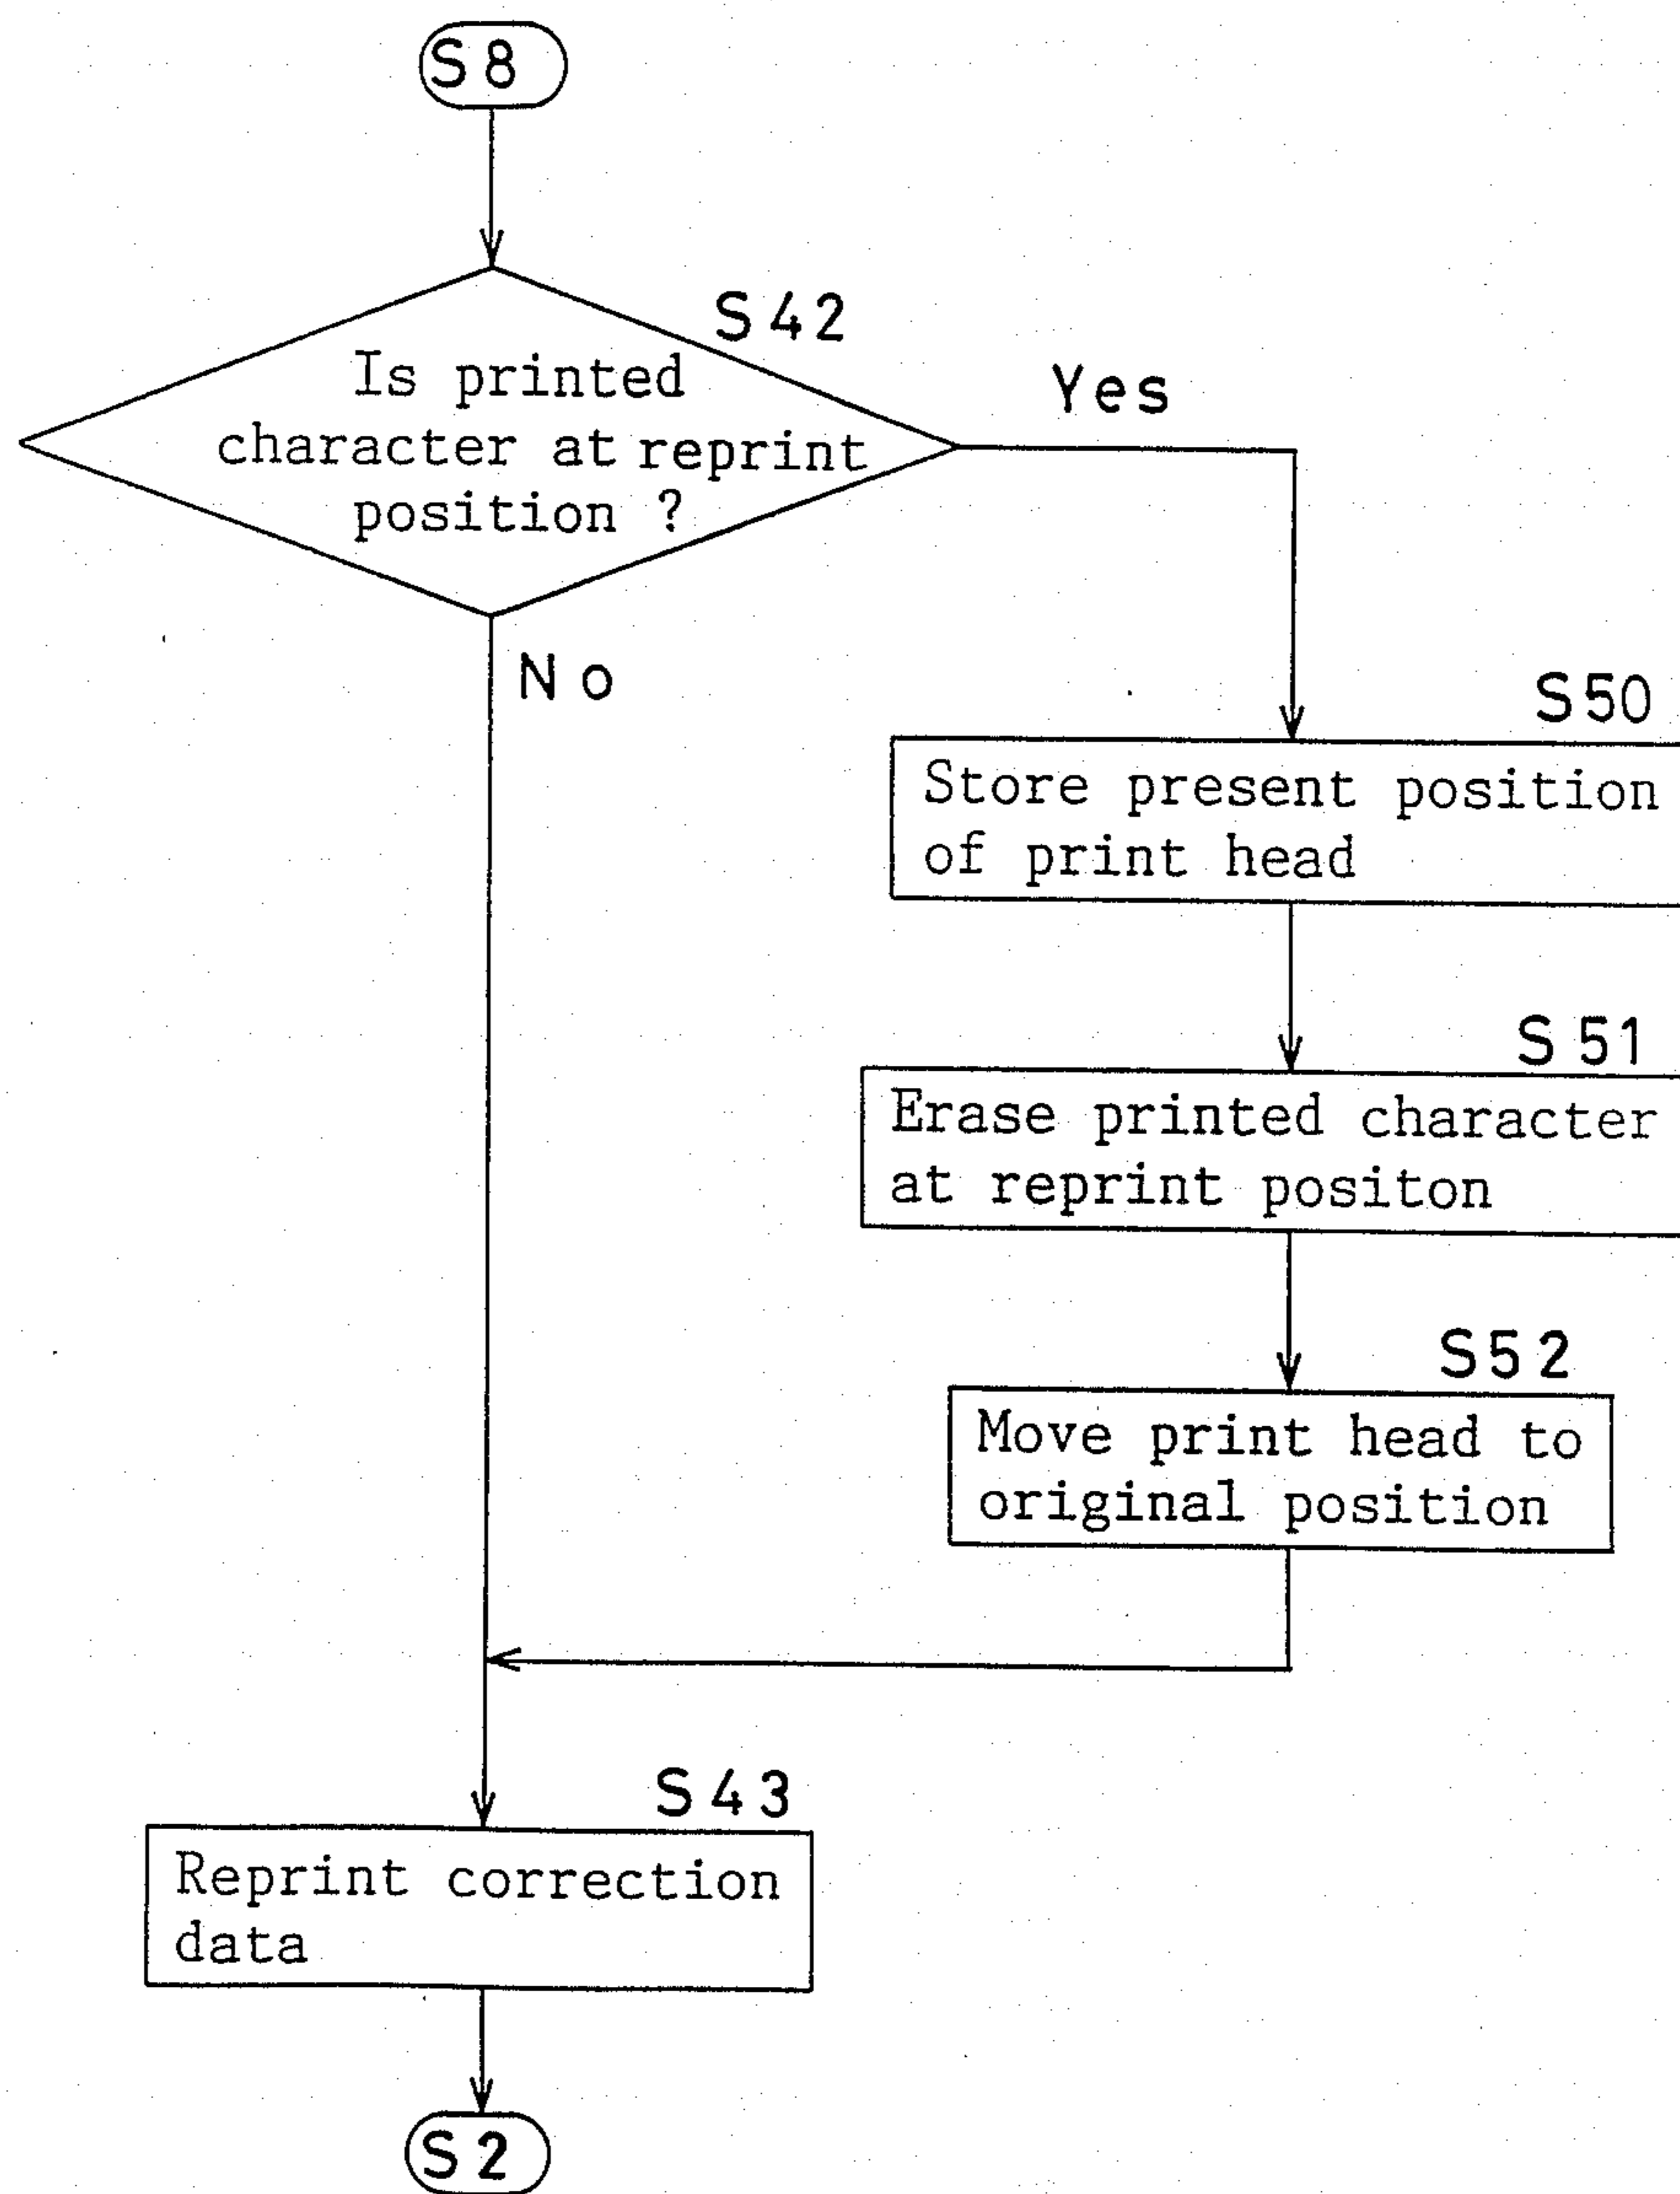 S8
S42
Is printed
character at reprint
position ?
Yes
No
S50
Store present position
of print head
S51
Erase printed character
at reprint positon
S52
Move print head to
original position
S43
Reprint correction
data
S2